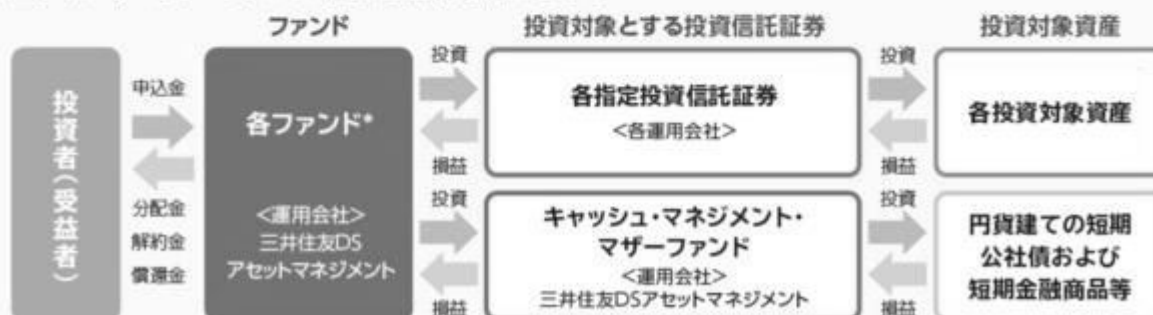 ファンド
投資対象とする投資信託証券
投資対象資産
投資者（受益者）
申込金
分配金
解約金
償還金
各ファンド*
<運用会社>
三井住友DS
アセットマネジメント
投資
損益
各指定投資信託証券
<各運用会社>
投資
損益
各投資対象資産
投資
損益
キャッシュ・マネジメント・
マザーファンド
<運用会社>
三井住友DSアセットマネジメント
投資
損益
円貨建ての短期
公社債および
短期金融商品等